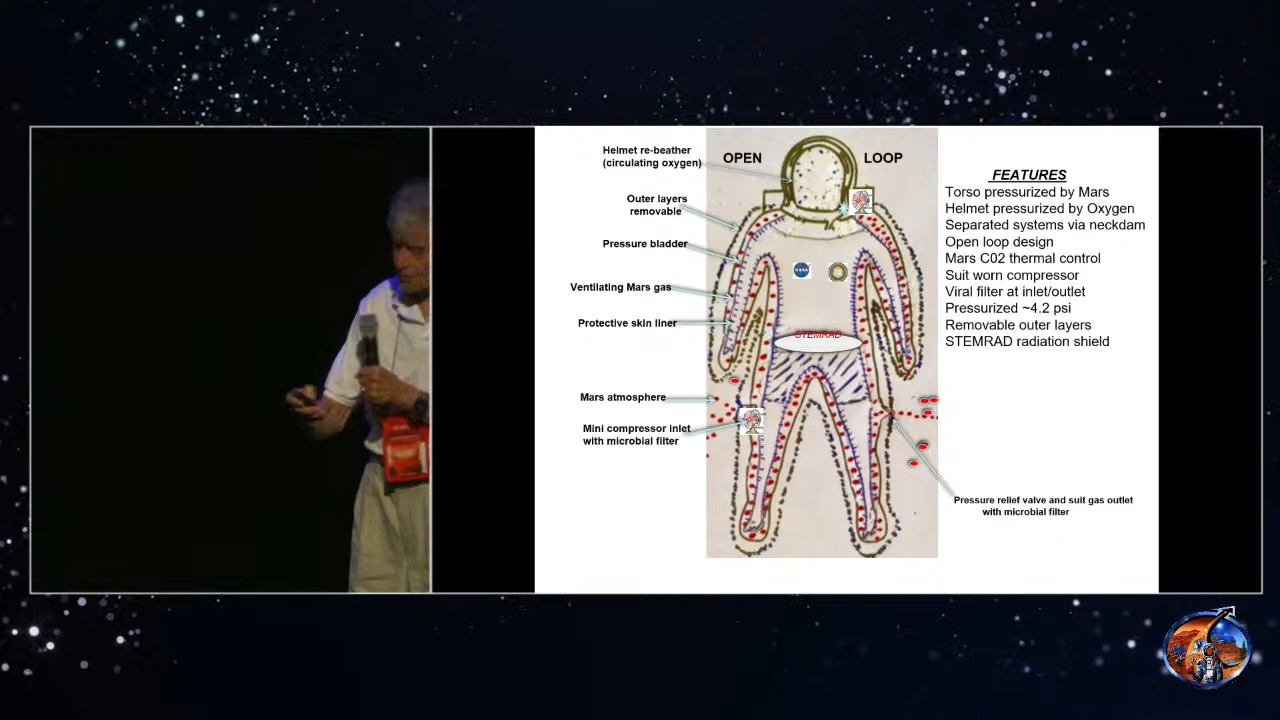 OPEN LOOP
Helmet re-beather
(circulating oxygen)
Outer layers
removable
Pressure bladder
Ventilating Mars gas
Protective skin liner
Mars atmosphere
Mini compressor inlet
with microbial filter
NASA
STEMRAD
FEATURES
Torso pressurized by Mars
Helmet pressurized by Oxygen
Separated systems via neckdam
Open loop design
Mars C02 thermal control
Suit worn compressor
Viral filter at inlet/outlet
Pressurized ~4.2 psi
Removable outer layers
STEMRAD radiation shield
Pressure relief valve and suit gas outlet
with microbial filter